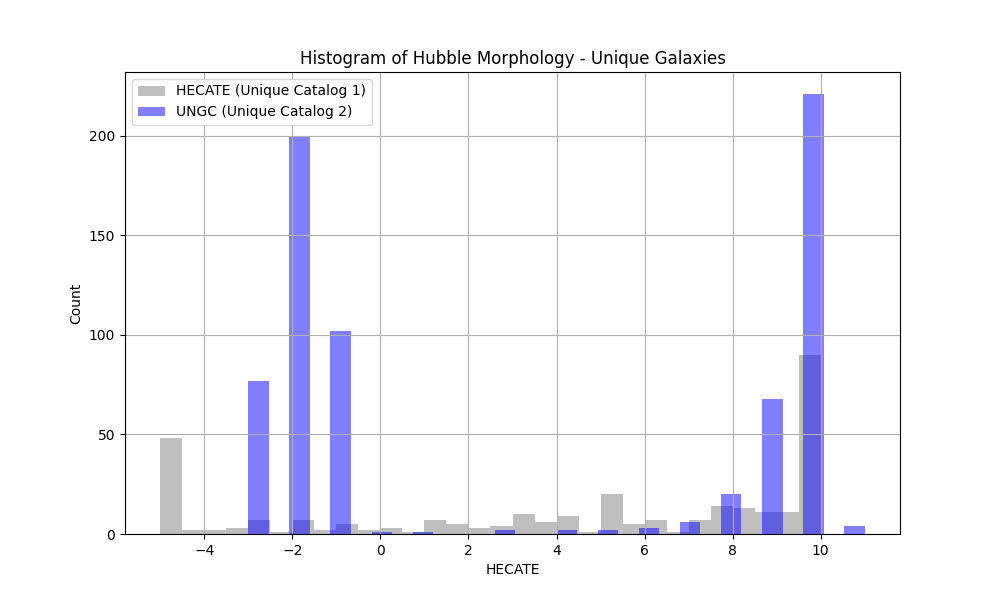 Histogram of Hubble Morphology - Unique Galaxies
HECATE (Unique Catalog 1)
UNGC (Unique Catalog 2)
200
150
100
50
0
Count
−4 −2 0 2 4 6 8 10
HECATE